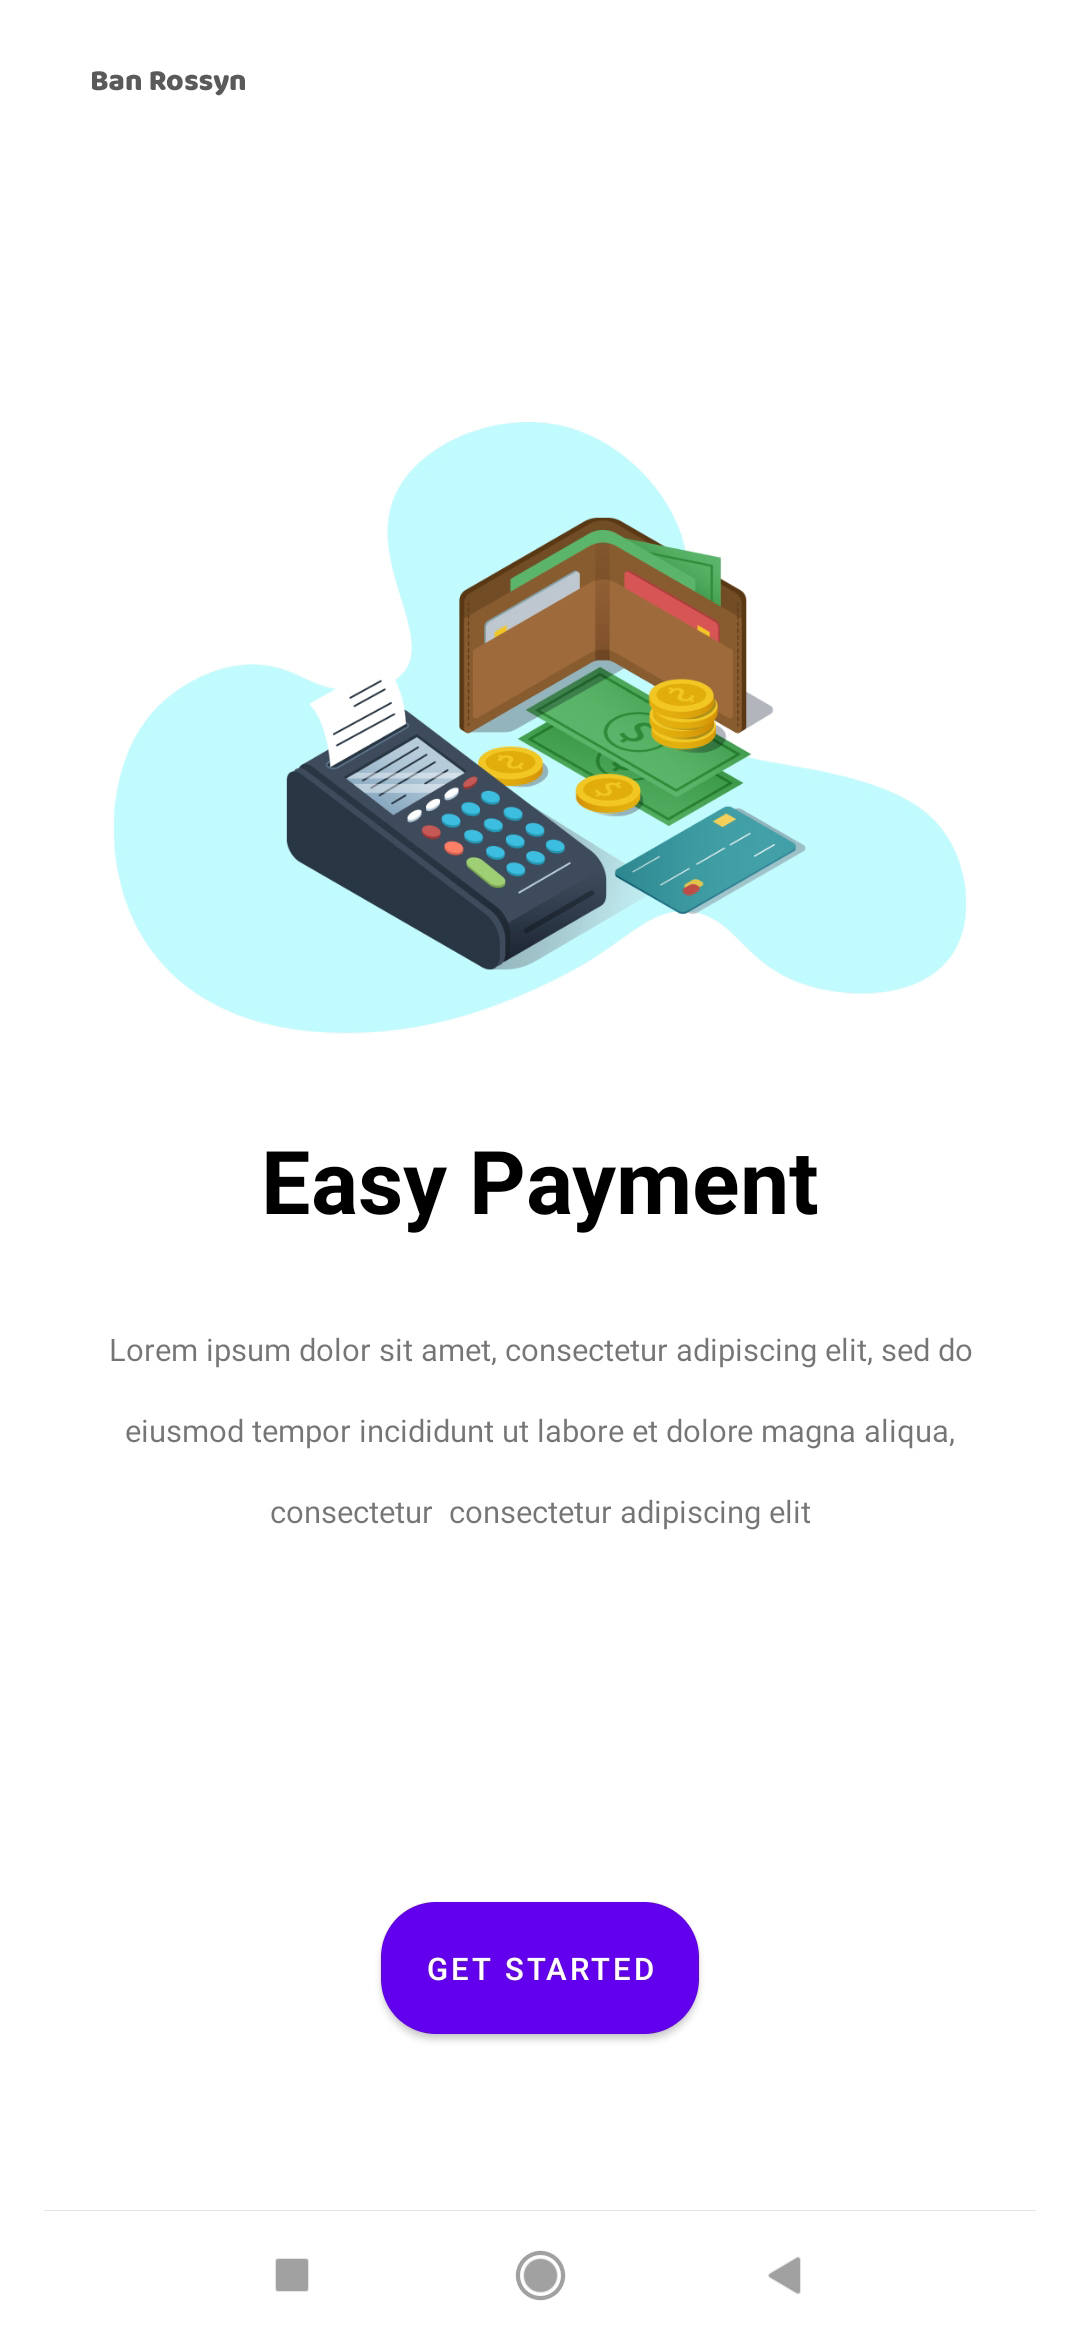 Ban Rossyn
Easy Payment
Lorem ipsum dolor sit amet, consectetur adipiscing elit, sed do
eiusmod tempor incididunt ut labore et dolore magna aliqua,
consectetur  consectetur adipiscing elit
GET STARTED